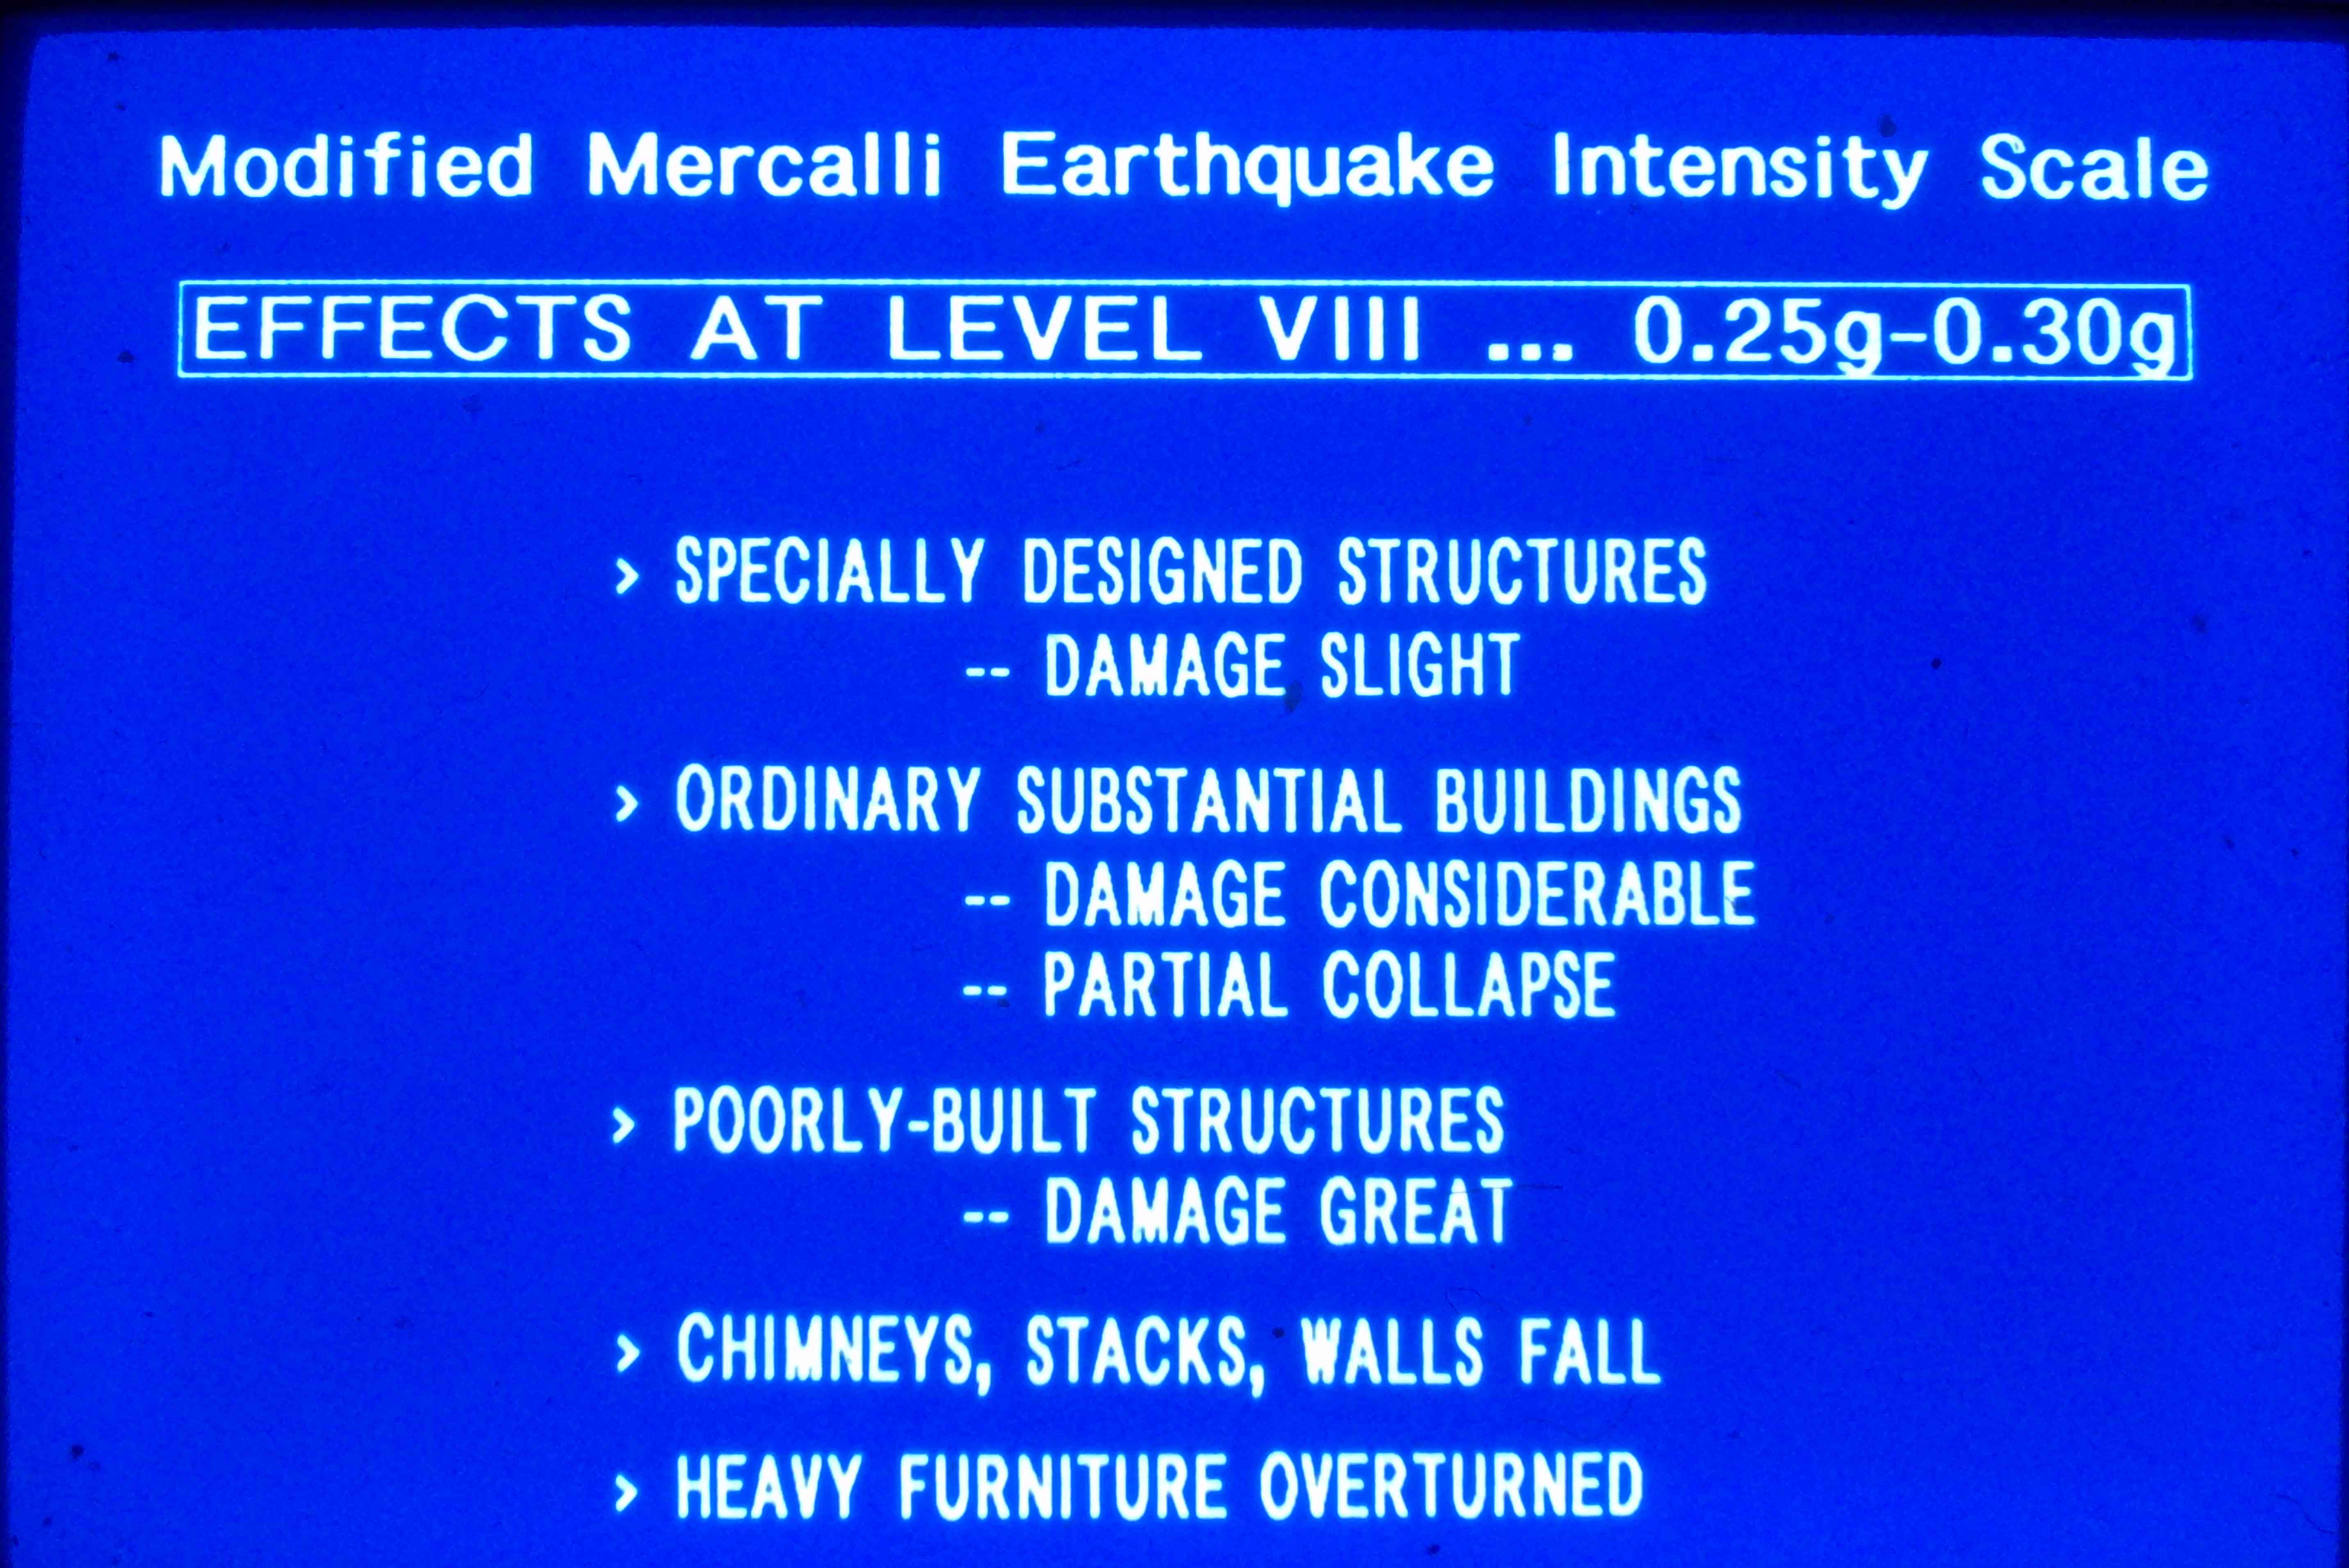 Modified Mercalli Earthquake Intensity Scale
EFFECTS AT LEVEL VIII ... 0.25g-0.30g
> SPECIALLY DESIGNED STRUCTURES
-- DAMAGE SLIGHT
> ORDINARY SUBSTANTIAL BUILDINGS
-- DAMAGE CONSIDERABLE
-- PARTIAL COLLAPSE
> POORLY-BUILT STRUCTURES
-- DAMAGE GREAT
> CHIMNEYS, STACKS, WALLS FALL
> HEAVY FURNITURE OVERTURNED